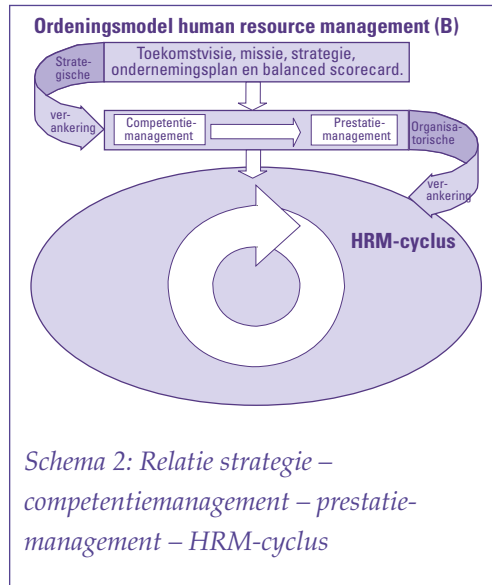 Ordeningsmodel human resource management (B)
Strate-
gische
Toekomstvisie, missie, strategie,
ondernemingsplan en balanced scorecard.
ver-
ankering
Competentie-
management
Prestatie-
management
Organisa-
torische
ver-
ankering
HRM-cyclus
Schema 2: Relatie strategie –
competentiemanagement – prestatie-
management – HRM-cyclus